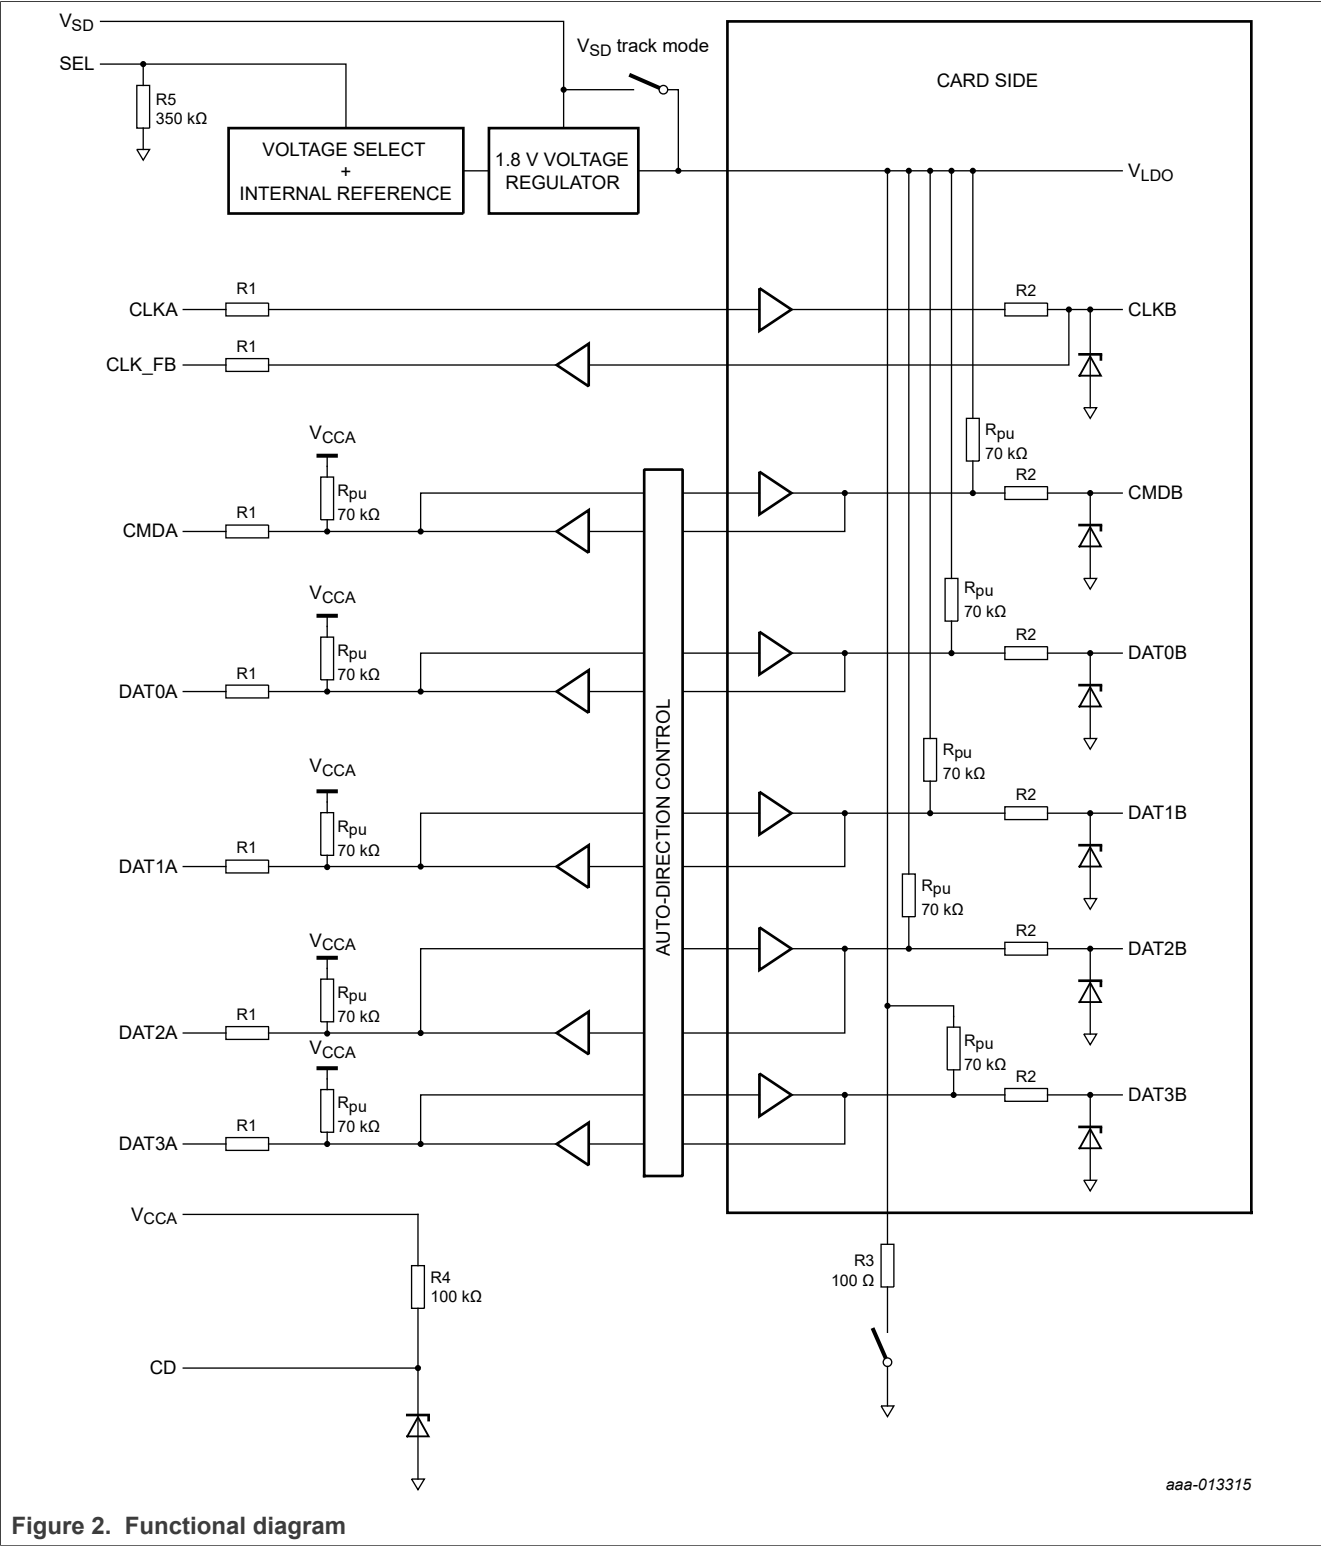 VSD
VSD track mode
SEL
CARD SIDE
R5
350 kΩ
VOLTAGE SELECT
+
INTERNAL REFERENCE
1.8 V VOLTAGE
REGULATOR
VLDO
R1
R2
CLKA
CLKB
R1
CLK_FB
VCCA
Rpu
70 kΩ
Rpu
70 kΩ
R2
CMDB
R1
CMDA
VCCA
Rpu
70 kΩ
Rpu
70 kΩ
R2
DAT0B
R1
DAT0A
AUTO-DIRECTION CONTROL
VCCA
Rpu
70 kΩ
Rpu
70 kΩ
R2
DAT1B
R1
DAT1A
Rpu
70 kΩ
VCCA
R2
DAT2B
Rpu
70 kΩ
R1
DAT2A
VCCA
Rpu
70 kΩ
Rpu
70 kΩ
R2
DAT3B
R1
DAT3A
VCCA
R4
100 kΩ
R3
100 Ω
CD
aaa-013315
Figure 2. Functional diagram